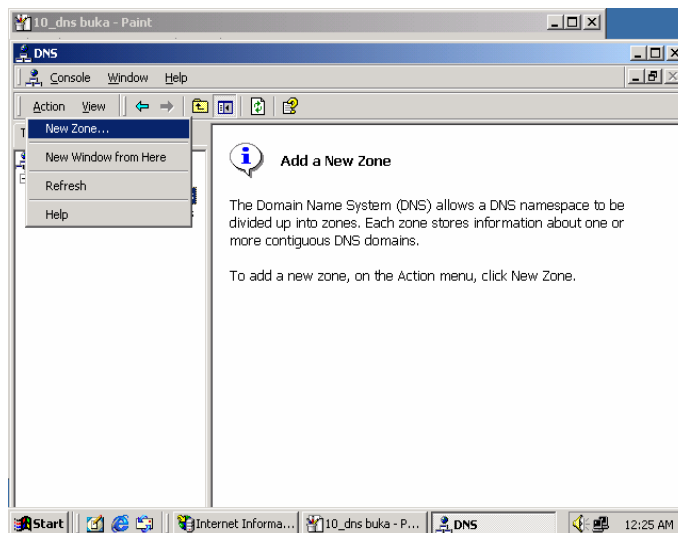 10_dns buka - Paint
DNS
Console Window Help
Action View
New Zone...
New Window from Here
Refresh
Help
Add a New Zone
The Domain Name System (DNS) allows a DNS namespace to be
divided up into zones. Each zone stores information about one or
more contiguous DNS domains.
To add a new zone, on the Action menu, click New Zone.
Start
Internet Informa...
10_dns buka - P...
DNS
12:25 AM